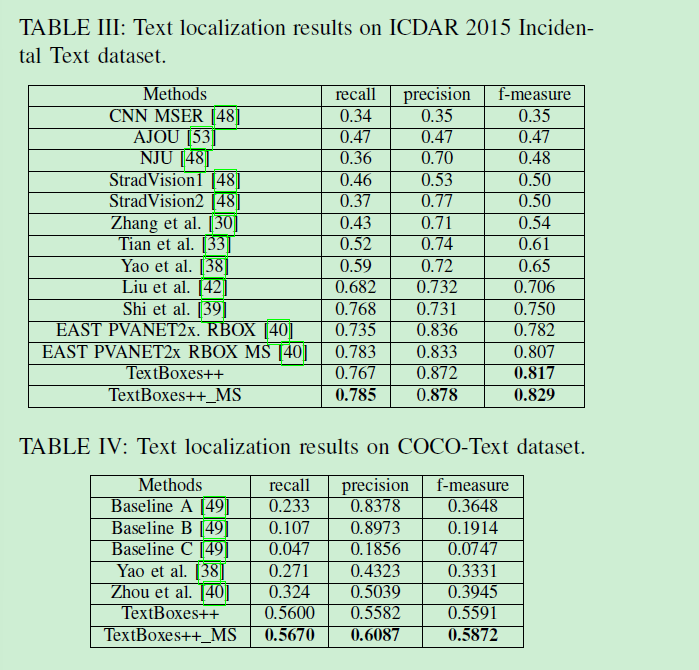 TABLE III: Text localization results on ICDAR 2015 Inciden-
tal Text dataset.
Methods recall precision f-measure
CNN MSER [48] 0.34 0.35 0.35
AJOU [53] 0.47 0.47 0.47
NJU [48] 0.36 0.70 0.48
StradVision1 [48] 0.46 0.53 0.50
StradVision2 [48] 0.37 0.77 0.50
Zhang et al. [30] 0.43 0.71 0.54
Tian et al. [33] 0.52 0.74 0.61
Yao et al. [38] 0.59 0.72 0.65
Liu et al. [42] 0.682 0.732 0.706
Shi et al. [39] 0.768 0.731 0.750
EAST PVANET2x. RBOX [40] 0.735 0.836 0.782
EAST PVANET2x RBOX MS [40] 0.783 0.833 0.807
TextBoxes++ 0.767 0.872 0.817
TextBoxes++_MS 0.785 0.878 0.829
TABLE IV: Text localization results on COCO-Text dataset.
Methods recall precision f-measure
Baseline A [49] 0.233 0.8378 0.3648
Baseline B [49] 0.107 0.8973 0.1914
Baseline C [49] 0.047 0.1856 0.0747
Yao et al. [38] 0.271 0.4323 0.3331
Zhou et al. [40] 0.324 0.5039 0.3945
TextBoxes++ 0.5600 0.5582 0.5591
TextBoxes++_MS 0.5670 0.6087 0.5872